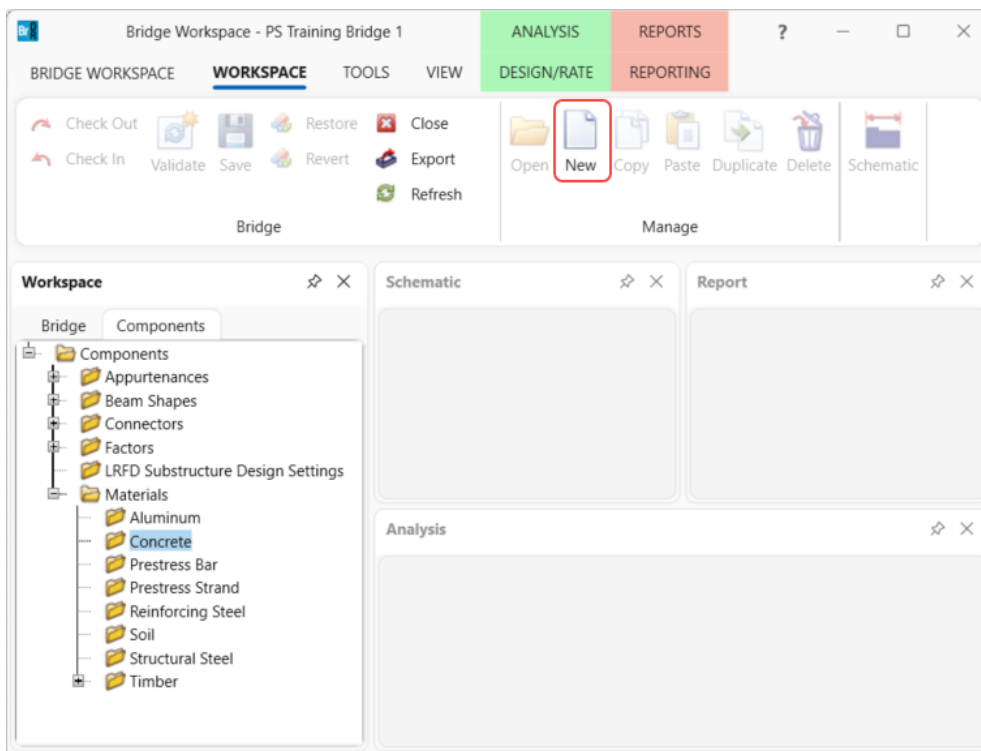 Br DR Bridge Workspace - PS Training Bridge 1 ANALYSIS REPORTS ?
BRIDGE WORKSPACE WORKSPACE TOOLS VIEW DESIGN/RATE REPORTING
Check Out
Check In
Validate
Save
Restore
Revert
Close
Export
Refresh
Bridge
Open
New
Copy
Paste
Duplicate
Delete
Schematic
Manage
Workspace
Bridge Components
Components
Appurtenances
Beam Shapes
Connectors
Factors
LRFD Substructure Design Settings
Materials
Aluminum
Concrete
Prestress Bar
Prestress Strand
Reinforcing Steel
Soil
Structural Steel
Timber
Schematic
Report
Analysis